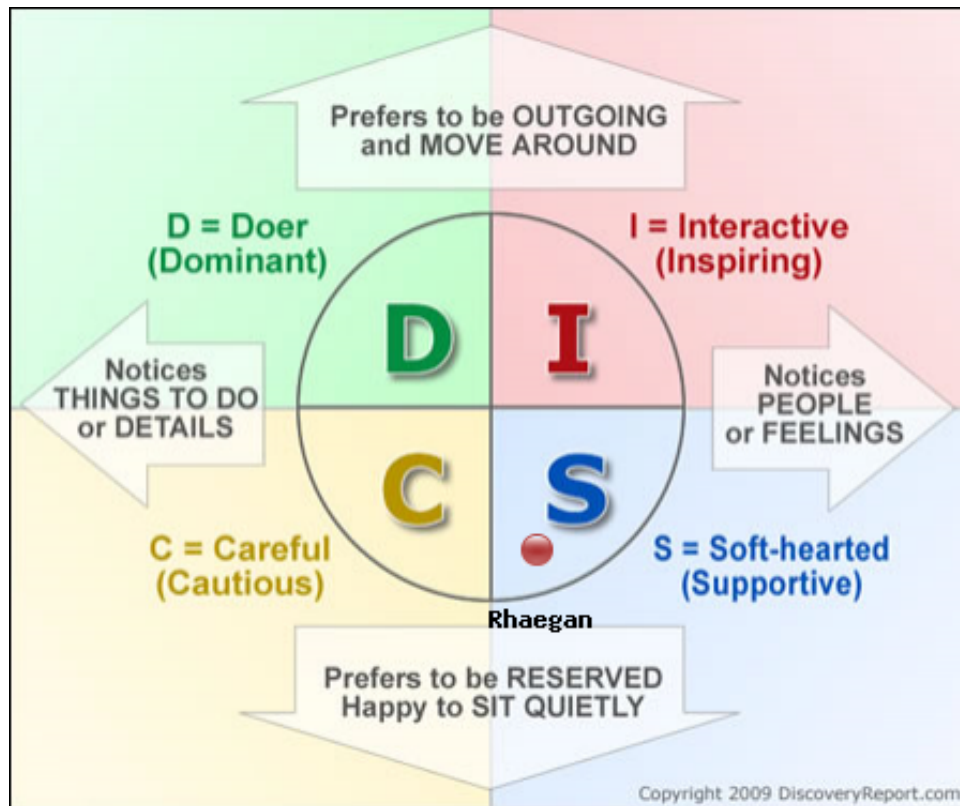 Prefers to be OUTGOING
and MOVE AROUND
D = Doer
(Dominant)
I = Interactive
(Inspiring)
D
I
Notices
THINGS TO DO
or DETAILS
Notices
PEOPLE
or FEELINGS
C
S
C = Careful
(Cautious)
S = Soft-hearted
(Supportive)
Rhaegan
Prefers to be RESERVED
Happy to SIT QUIETLY
Copyright 2009 DiscoveryReport.com